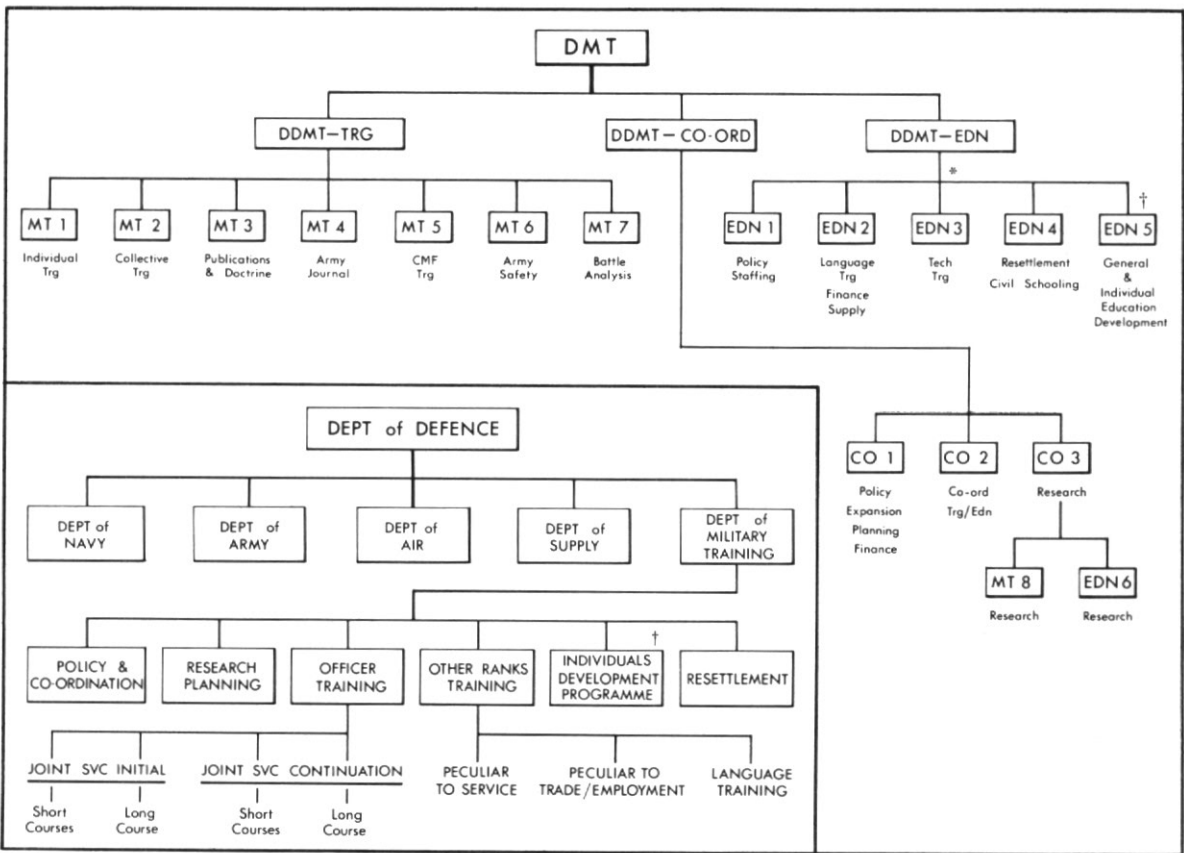 DMT
DDMT—TRG
DDMT—CO-ORD
DDMT—EDN
*
MT 1
MT 2
MT 3
MT 4
MT 5
MT 6
MT 7
Individual
Trg
Collective
Trg
Publications
& Doctrine
Army
Journal
CMF
Trg
Army
Safety
Battle
Analysis
†
EDN 1
EDN 2
EDN 3
EDN 4
EDN 5
Policy
Staffing
Language
Trg
Finance
Supply
Tech
Trg
Resettlement
Civil Schooling
General
&
Individual
Education
Development
CO 1
CO 2
CO 3
Policy
Expansion
Planning
Finance
Co-ord
Trg/Edn
Research
MT 8
EDN 6
Research
Research
DEPT of DEFENCE
DEPT of
NAVY
DEPT of
ARMY
DEPT of
AIR
DEPT of
SUPPLY
DEPT of
MILITARY
TRAINING
POLICY &
CO-ORDINATION
RESEARCH
PLANNING
OFFICER
TRAINING
OTHER RANKS
TRAINING
†
INDIVIDUALS
DEVELOPMENT
PROGRAMME
RESETTLEMENT
JOINT SVC INITIAL
Short
Courses
Long
Course
JOINT SVC CONTINUATION
Short
Courses
Long
Course
PECULIAR
TO SERVICE
PECULIAR TO
TRADE/EMPLOYMENT
LANGUAGE
TRAINING